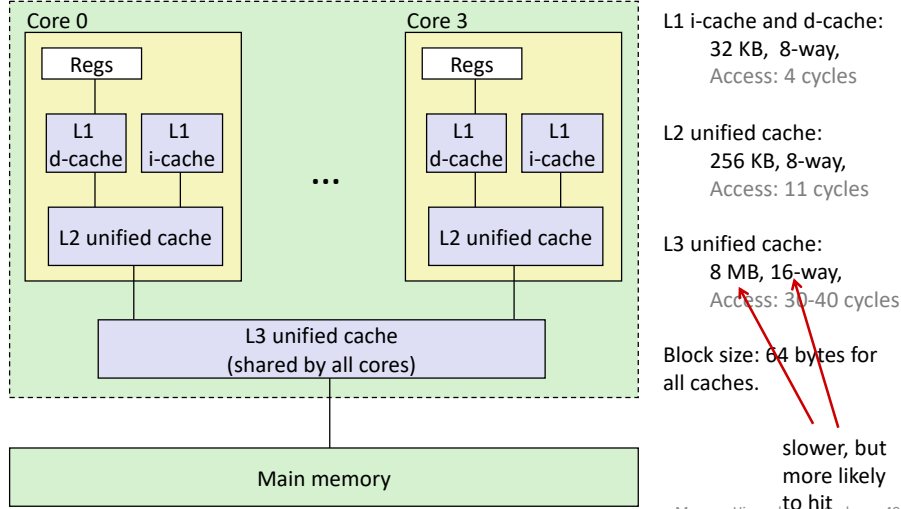 Core 0
Regs
L1
d-cache
L1
i-cache
L2 unified cache
...
Core 3
Regs
L1
d-cache
L1
i-cache
L2 unified cache
L3 unified cache
(shared by all cores)
Main memory
L1 i-cache and d-cache:
32 KB, 8-way,
Access: 4 cycles
L2 unified cache:
256 KB, 8-way,
Access: 11 cycles
L3 unified cache:
8 MB, 16-way,
Access: 30-40 cycles
Block size: 64 bytes for
all caches.
slower, but
more likely
to hit